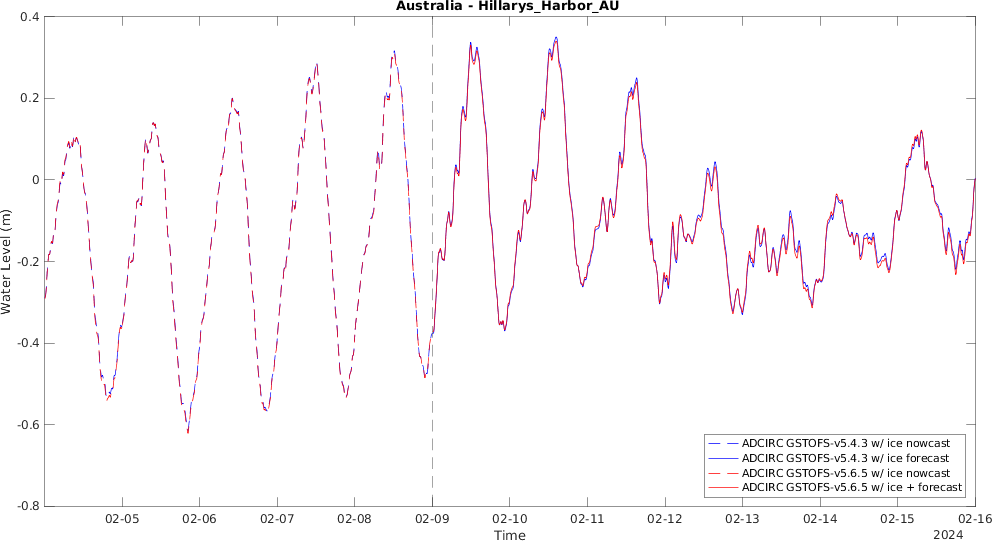 Australia - Hillarys_Harbor_AU
Water Level (m)
0.4
0.2
0
-0.2
-0.4
-0.6
-0.8
02-05 02-06 02-07 02-08 02-09 02-10 02-11 02-12 02-13 02-14 02-15 02-16
Time
2024
ADCIRC GSTOFS-v5.4.3 w/ ice nowcast
ADCIRC GSTOFS-v5.4.3 w/ ice forecast
ADCIRC GSTOFS-v5.6.5 w/ ice nowcast
ADCIRC GSTOFS-v5.6.5 w/ ice + forecast